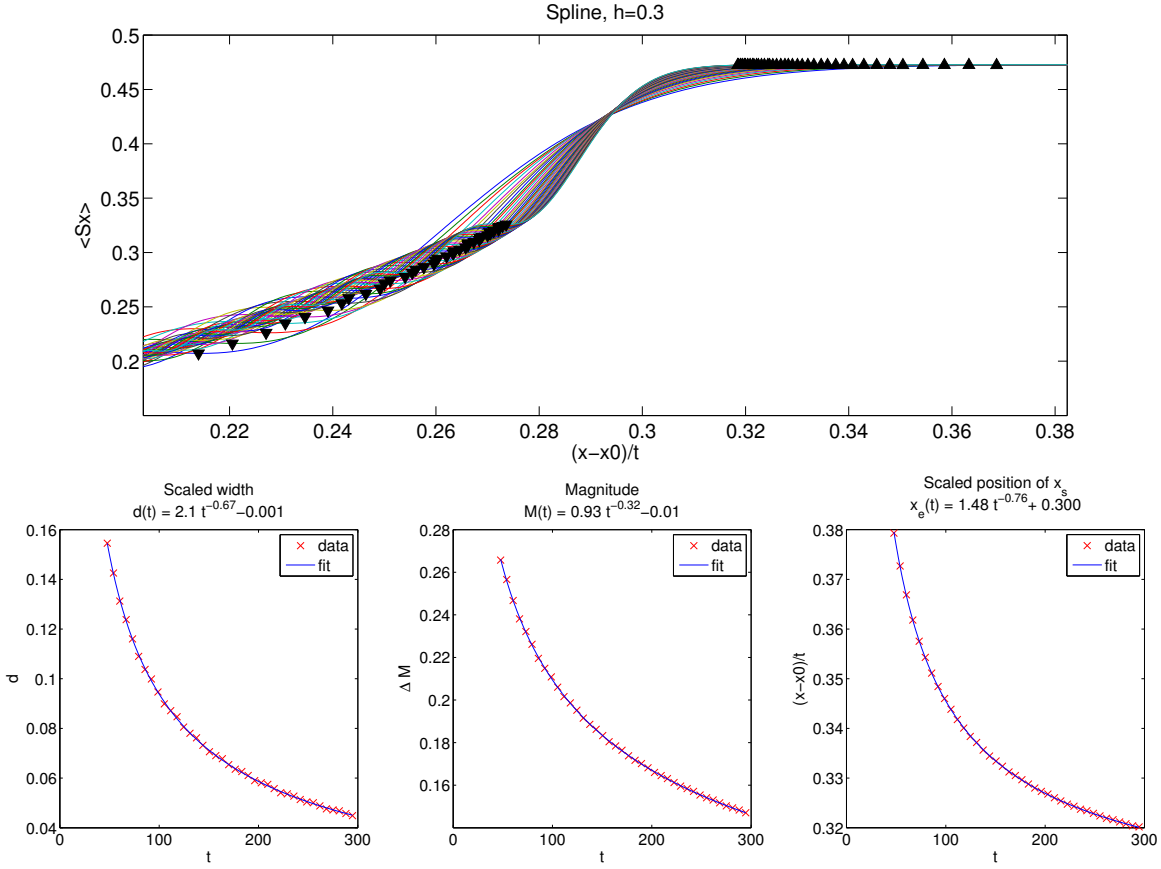 Spline, h=0.3
0.5
0.45
0.4
0.35
0.3
0.25
0.2
<Sx>
0.22 0.24 0.26 0.28 0.3 0.32 0.34 0.36 0.38
(x−x0)/t
Scaled width
d(t) = 2.1 t^−0.67−0.001
0.16
0.14
0.12
0.1
0.08
0.06
0.04
d
0 100 200 300
t
data
fit
Magnitude
M(t) = 0.93 t^−0.32−0.01
0.28
0.26
0.24
0.22
0.2
0.18
0.16
Δ M
0 100 200 300
t
data
fit
Scaled position of x_s
x_e(t) = 1.48 t^−0.76+ 0.300
0.38
0.37
0.36
0.35
0.34
0.33
0.32
(x−x0)/t
0 100 200 300
t
data
fit